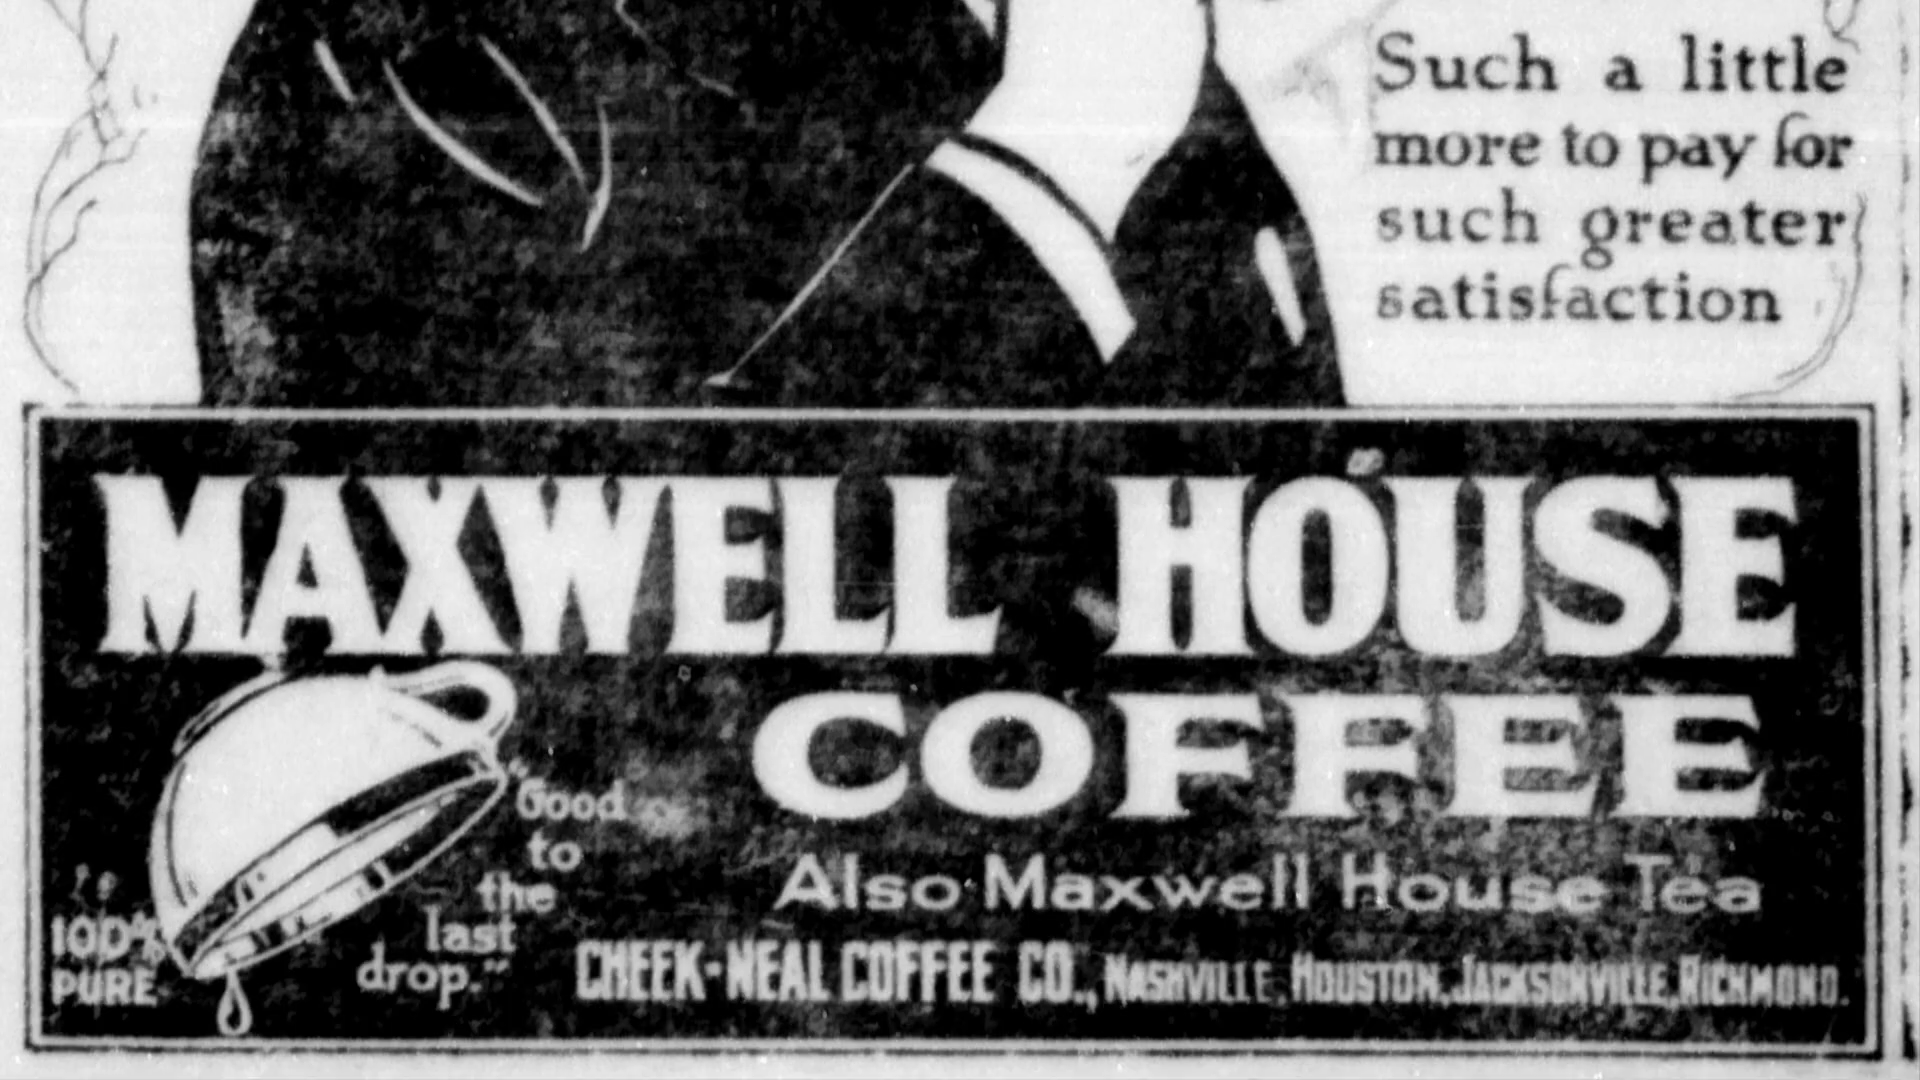 Such a little
more to pay for
such greater
satisfaction
MAXWELL HOUSE
COFFEE
"Good
to
the
last
drop."
100%
PURE
Also Maxwell House Tea
CHEEK-NEAL COFFEE CO., NASHVILLE, HOUSTON, JACKSONVILLE, RICHMOND.